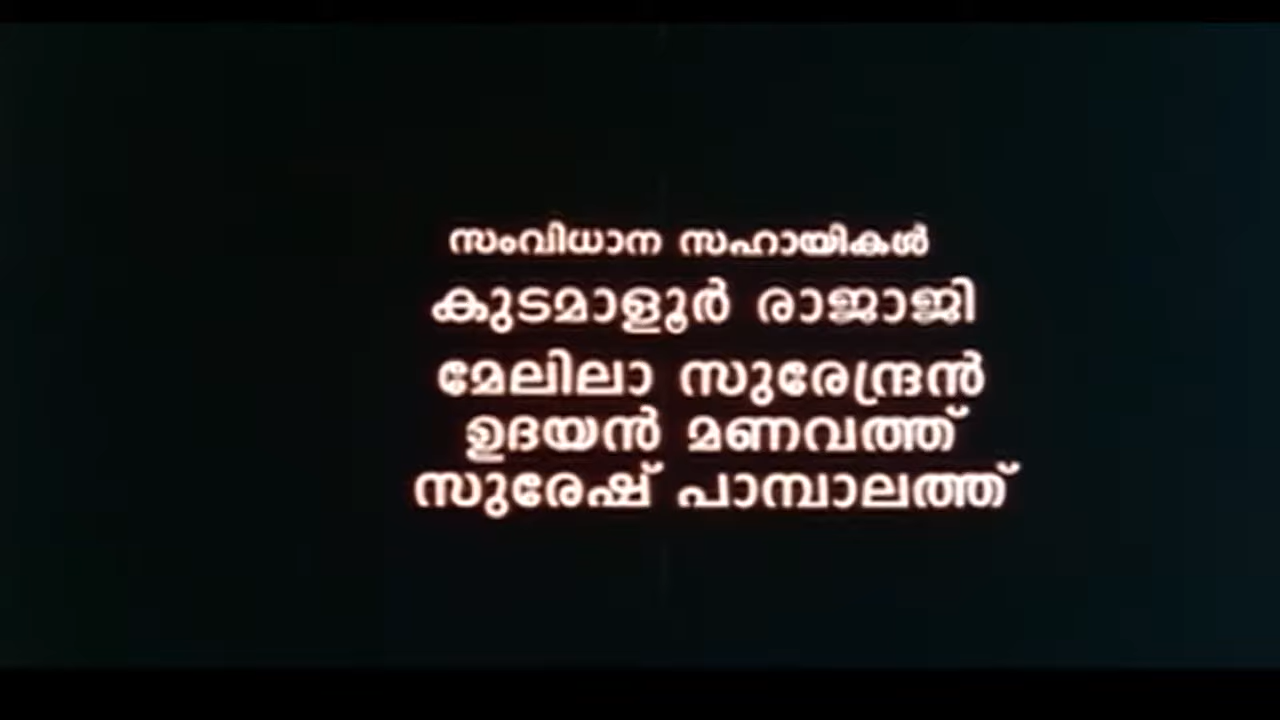 സംവിധാന സഹായികൾ
കുടമാളൂർ രാജാജി
മേലിലാ സുരേന്ദ്രൻ
ഉദയൻ മണവത്ത്
സുരേഷ് പാമ്പാലത്ത്